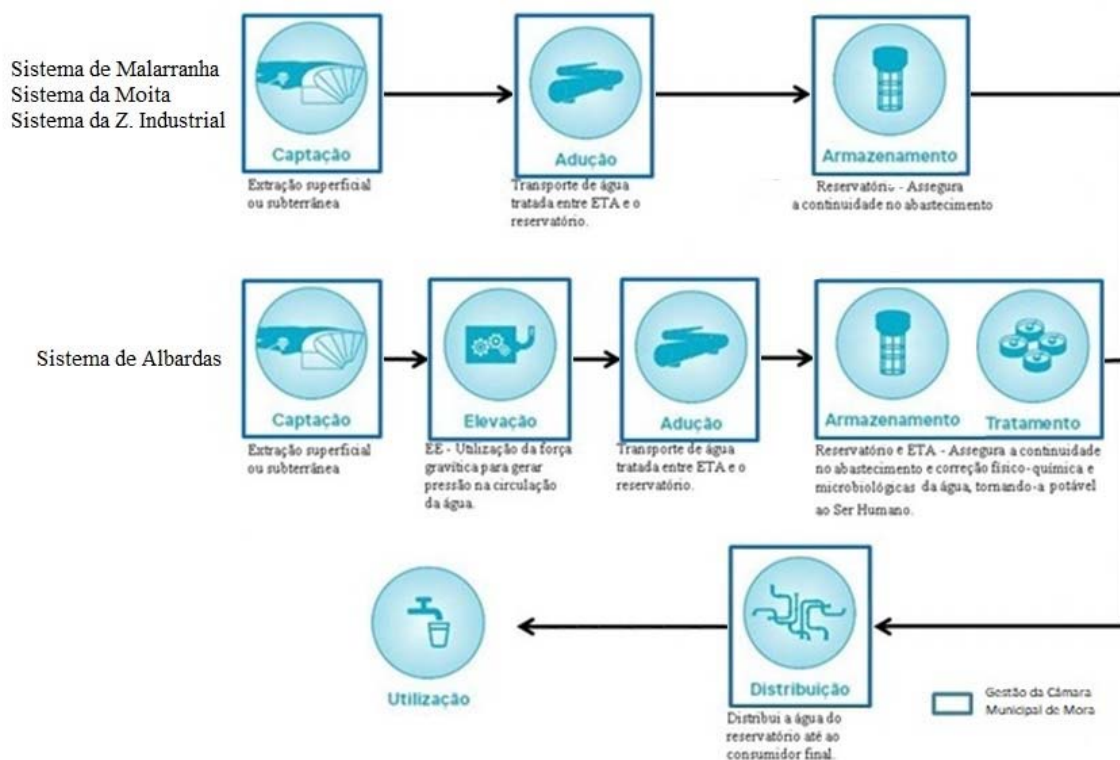 Sistema de Malarranha
Sistema da Moita
Sistema da Z. Industrial
Captação
Extração superficial
ou subterrânea
Adução
Transporte de água
tratada entre ETA e o
reservatório.
Armazenamento
Reservatório - Assegura
a continuidade no abastecimento
Sistema de Albardas
Captação
Extração superficial
ou subterrânea
Elevação
EE - Utilização da força
gravítica para gerar
pressão na circulação
da água.
Adução
Transporte de água
tratada entre ETA e o
reservatório.
Armazenamento
Tratamento
Reservatório e ETA - Assegura a continuidade
no abastecimento e correção físico-química e
microbiológicas da água, tornando-a potável
ao Ser Humano.
Utilização
Distribuição
Distribui a água do
reservatório até ao
consumidor final.
Gestão da Câmara
Municipal de Mora